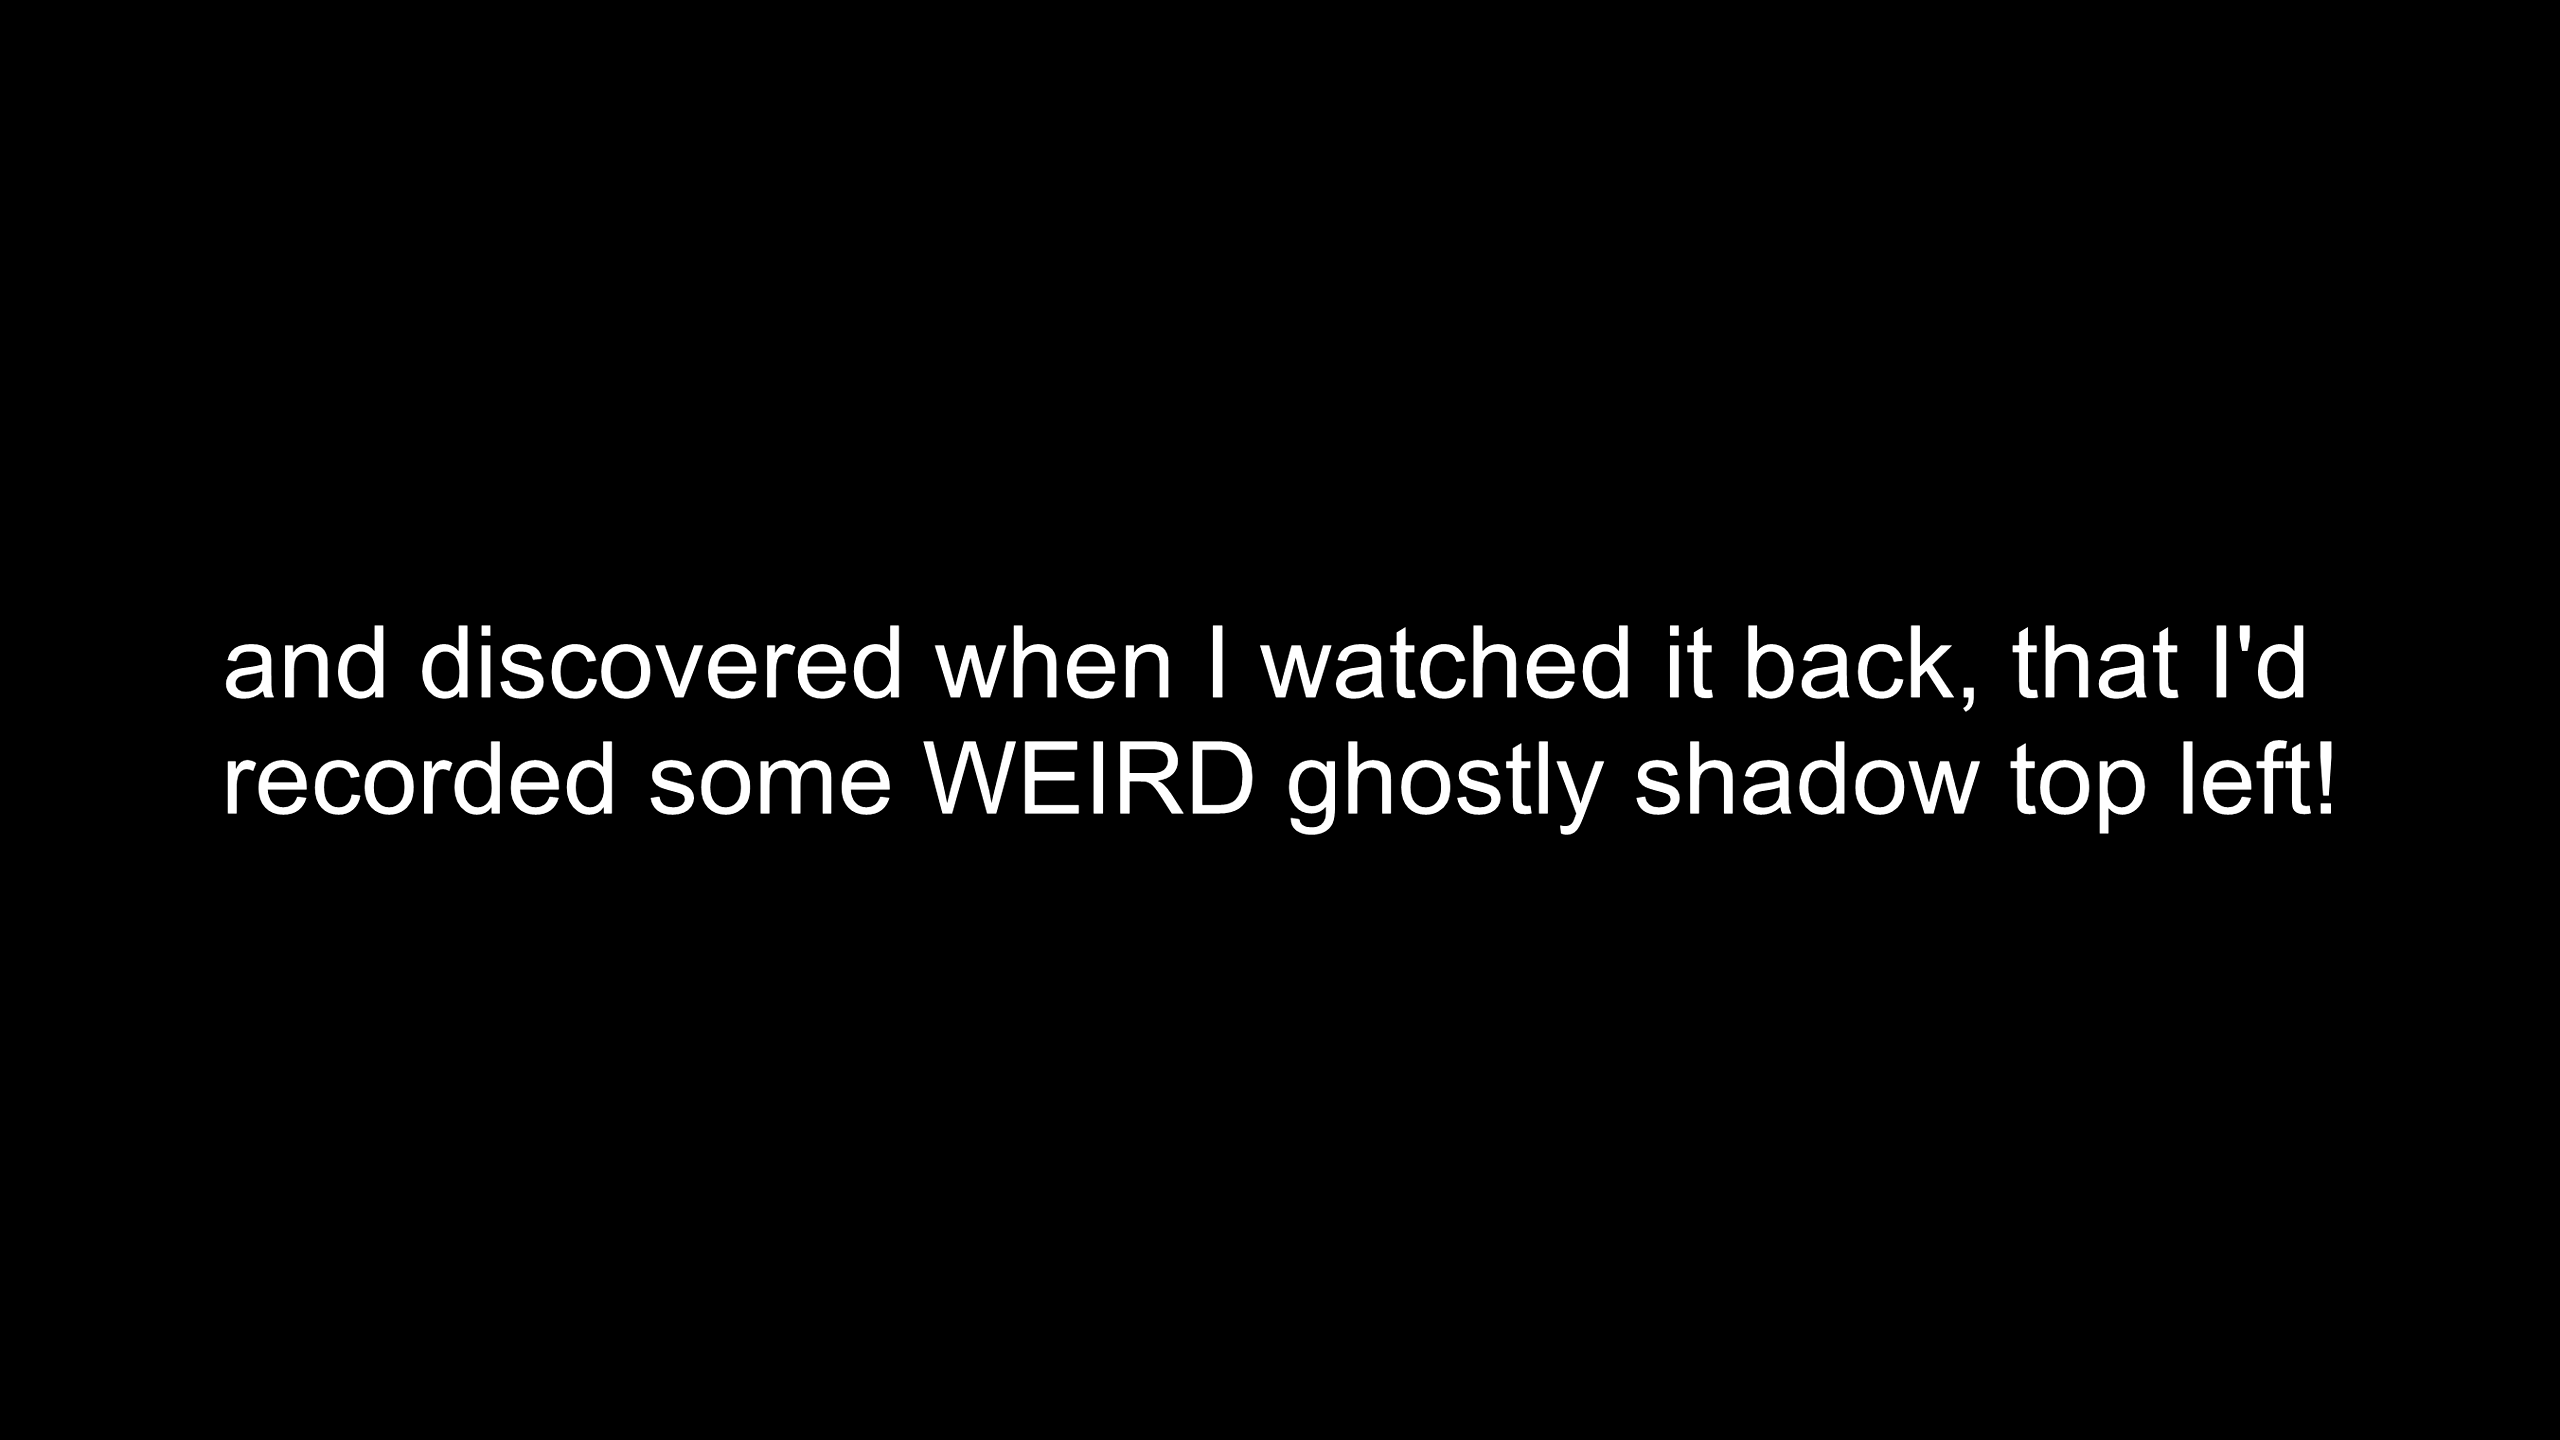 and discovered when I watched it back, that I'd
recorded some WEIRD ghostly shadow top left!